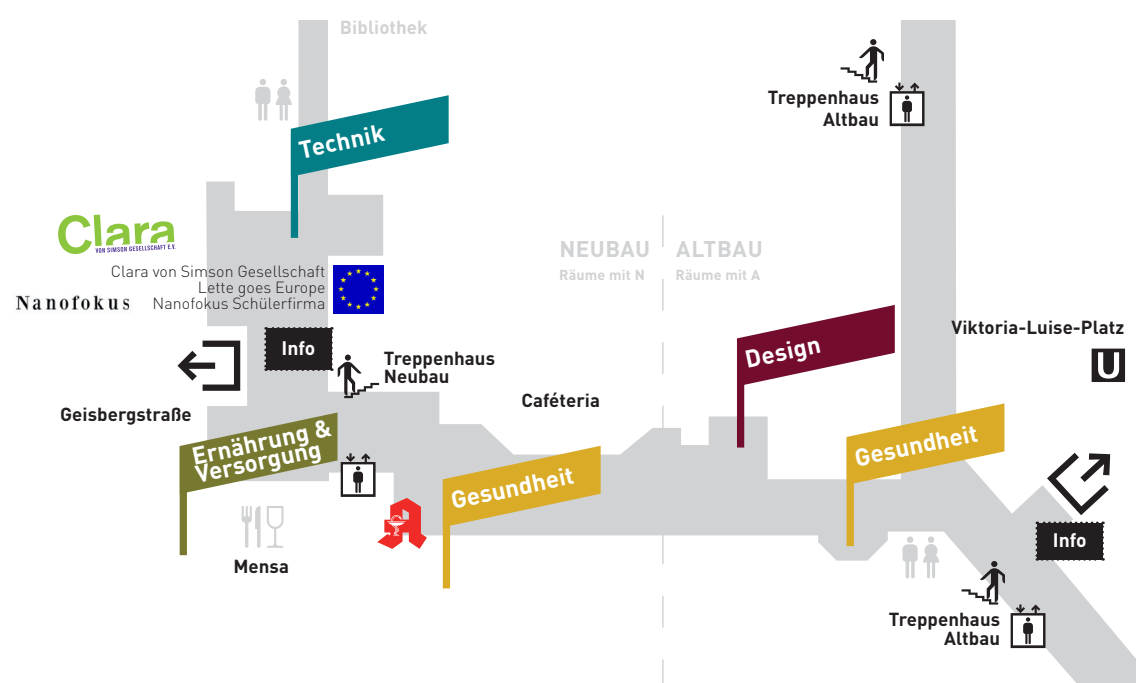 Bibliothek
Treppenhaus
Altbau
Technik
Clara
VON SIMSON GESELLSCHAFT E.V.
NEUBAU
Räume mit N
ALTBAU
Räume mit A
Clara von Simson Gesellschaft
Lette goes Europe
Nanofokus Schülerfirma
Nanofokus
Info
Treppenhaus
Neubau
Geisbergstraße
Caféteria
Design
Viktoria-Luise-Platz
U
Ernährung &
Versorgung
Gesundheit
Gesundheit
A
Mensa
Info
Treppenhaus
Altbau